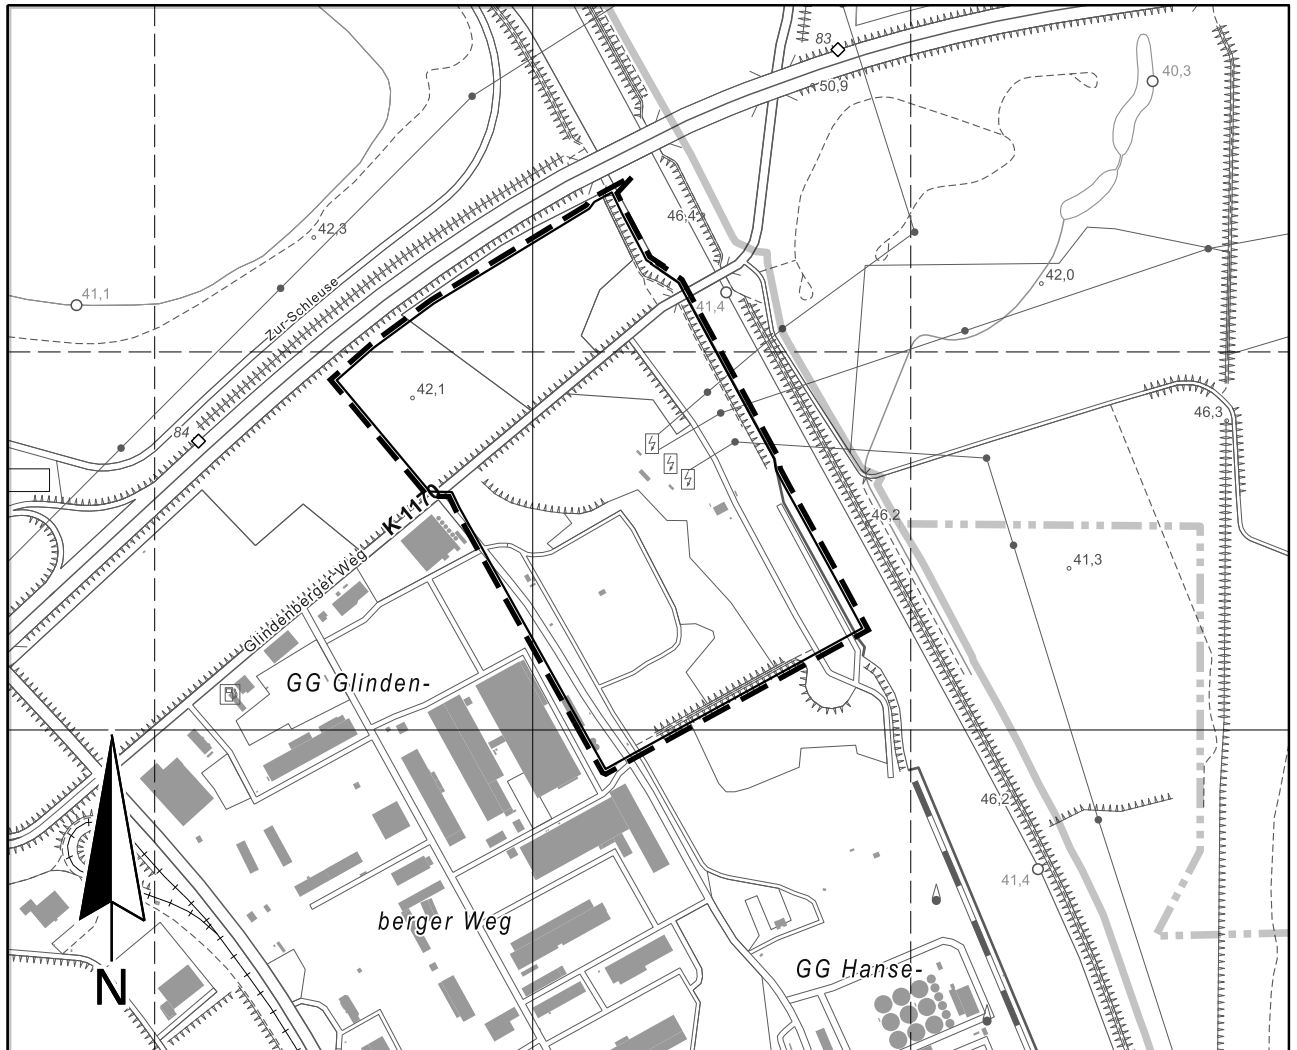 83
50,9
40,3
46,4
42,3
41,1
41,4
42,0
Zur-Schleuse
42,1
84
46,3
K 1170
46,2
41,3
Glindenberger Weg
GG Glinden-
46,2
41,4
berger Weg
GG Hanse-
N